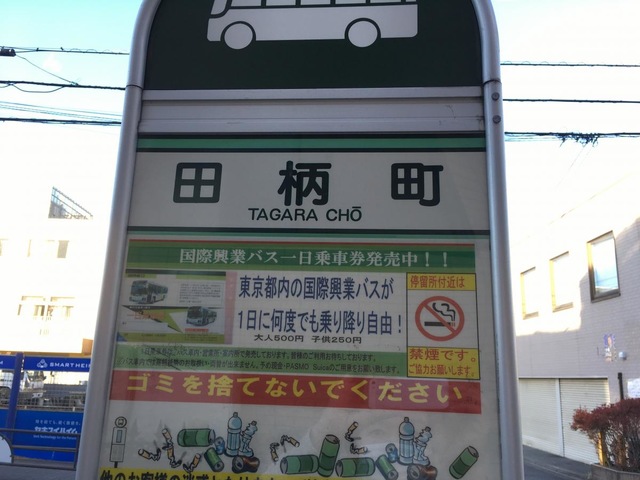 田柄町
TAGARA CHŌ
国際興業バス一日乗車券発売中！！
東京都内の国際興業バスが
1日に何度でも乗り降り自由！
大人500円 子供250円
停留所付近は
禁煙です。
ご協力お願いします。
ゴミを捨てないでください
SMARTHEIM